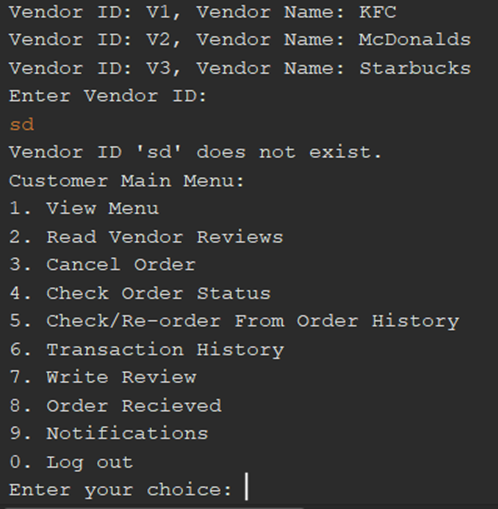 Vendor ID: V1, Vendor Name: KFC
Vendor ID: V2, Vendor Name: McDonalds
Vendor ID: V3, Vendor Name: Starbucks
Enter Vendor ID:
sd
Vendor ID 'sd' does not exist.
Customer Main Menu:
1. View Menu
2. Read Vendor Reviews
3. Cancel Order
4. Check Order Status
5. Check/Re-order From Order History
6. Transaction History
7. Write Review
8. Order Recieved
9. Notifications
0. Log out
Enter your choice: